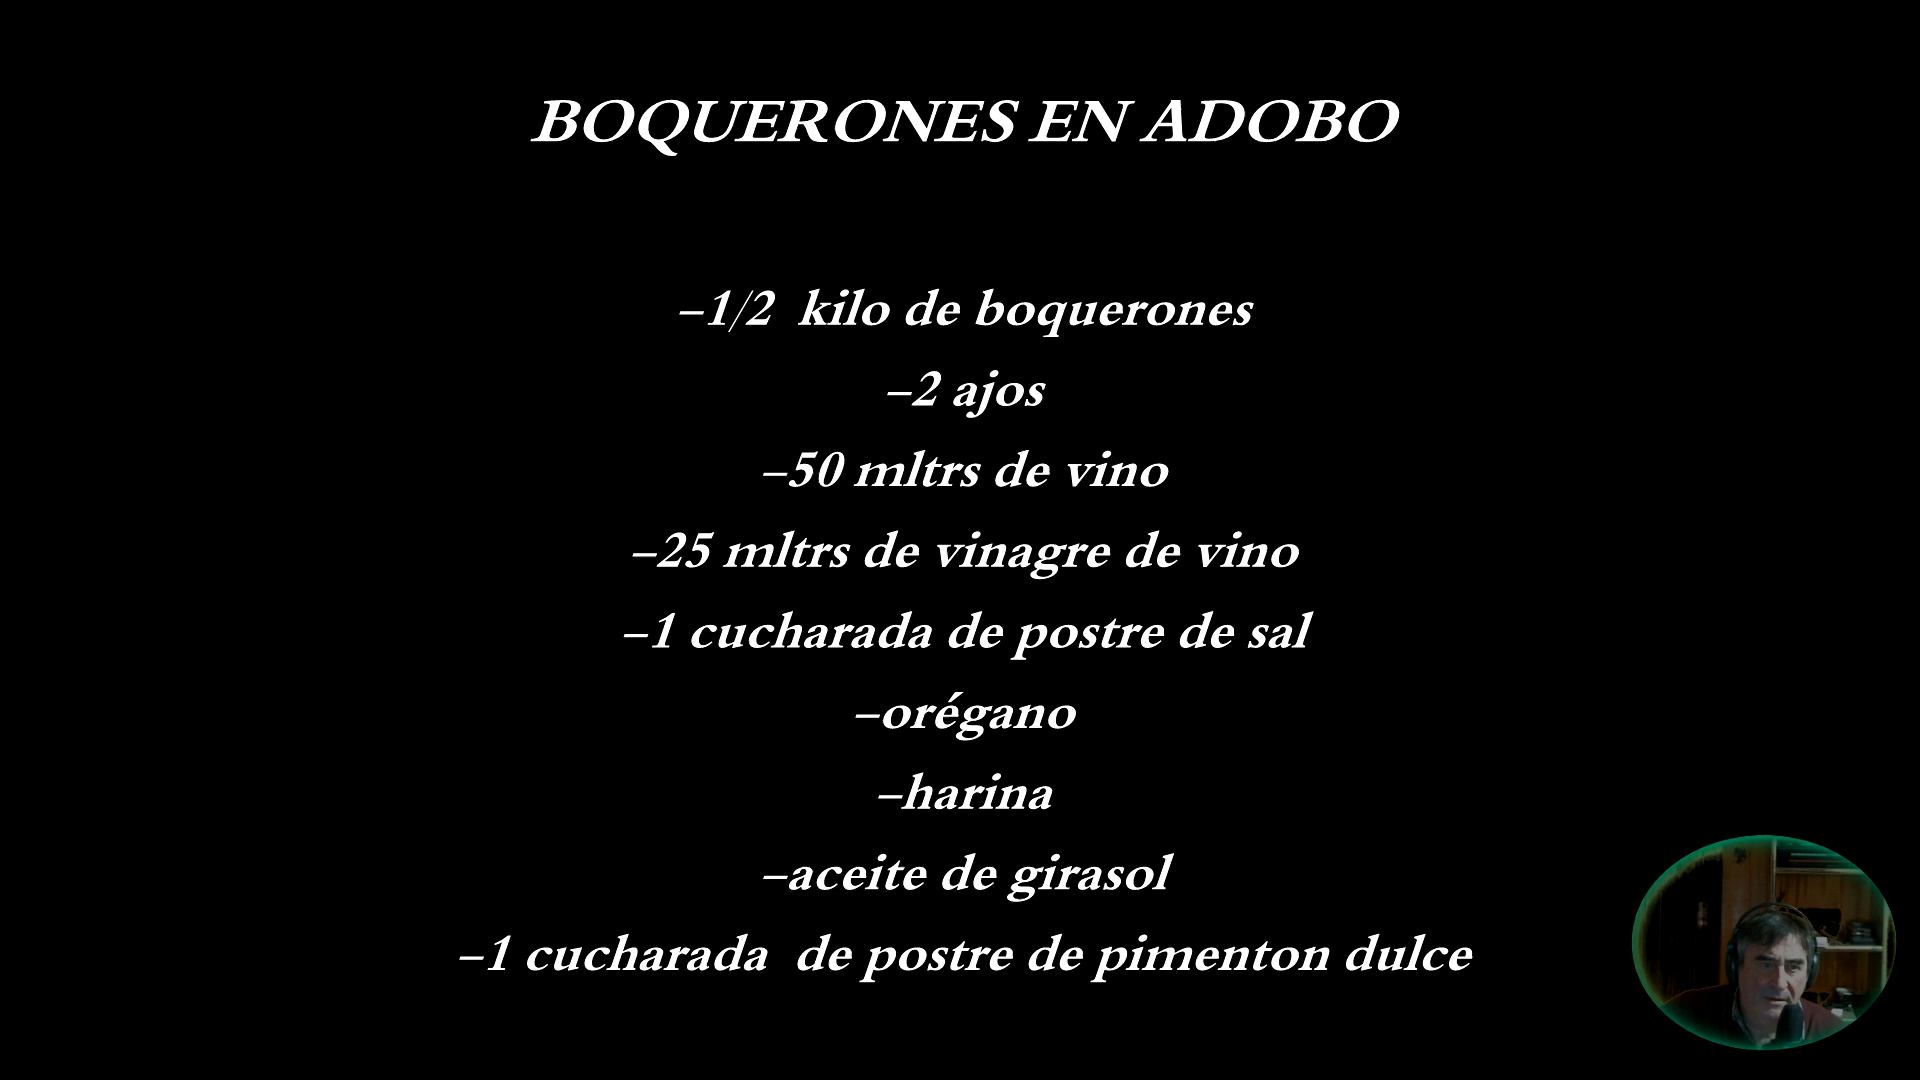 BOQUERONES EN ADOBO
–1/2 kilo de boquerones
–2 ajos
–50 mltrs de vino
–25 mltrs de vinagre de vino
–1 cucharada de postre de sal
–orégano
–harina
–aceite de girasol
–1 cucharada de postre de pimenton dulce